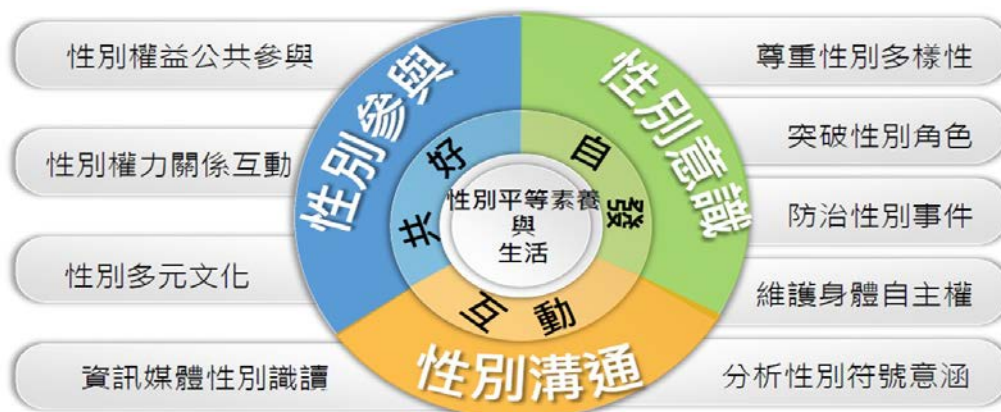 性別權益公共參與
性別權力關係互動
性別多元文化
資訊媒體性別識讀
性別參與
性別意識
性別溝通
共好
自發
互動
性別平等素養
與
生活
尊重性別多樣性
突破性別角色
防治性別事件
維護身體自主權
分析性別符號意涵